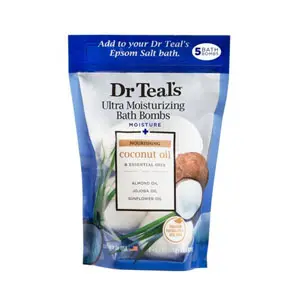 Add to your Dr Teal's
Epsom Salt bath.
5 BATH
BOMBS
Dr Teal's
Ultra Moisturizing
Bath Bombs
MOISTURE
+
NOURISHING
coconut oil
& ESSENTIAL OILS
ALMOND OIL
JOJOBA OIL
SUNFLOWER OIL